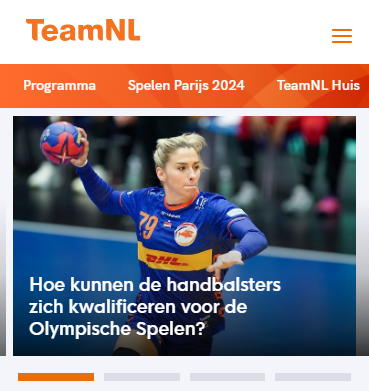 TeamNL
Programma
Spelen Parijs 2024
TeamNL Huis
79
DHL
Hoe kunnen de handbalsters
zich kwalificeren voor de
Olympische Spelen?